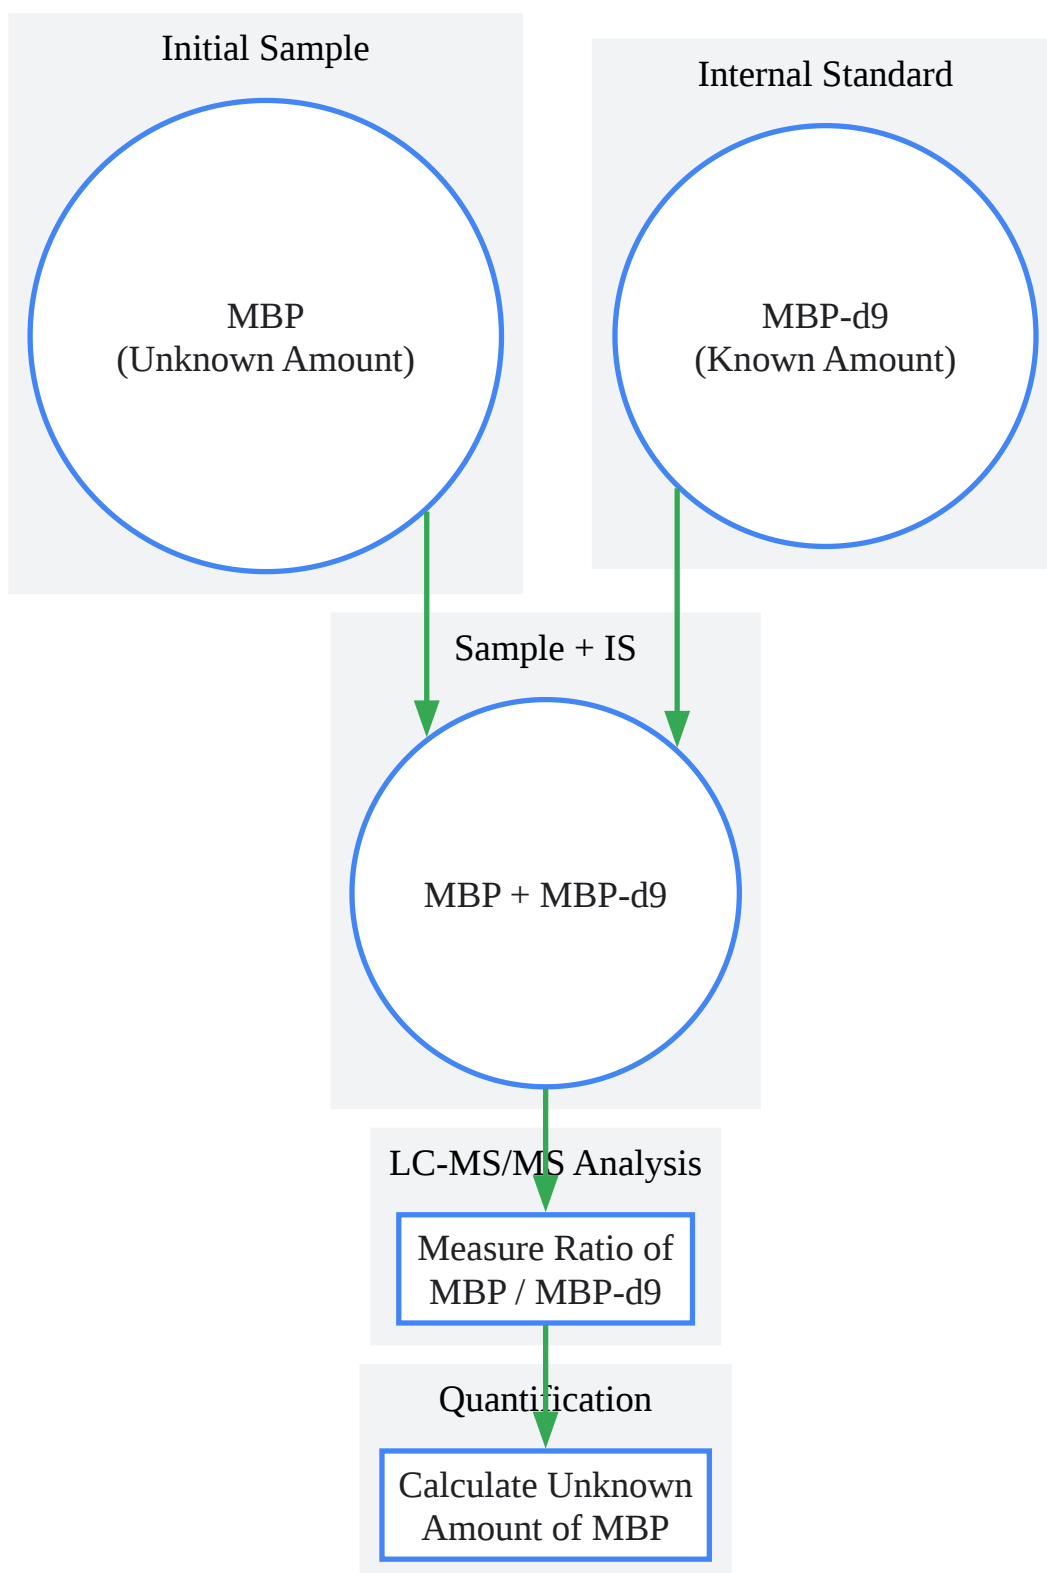 Initial Sample
Internal Standard
MBP
(Unknown Amount)
MBP-d9
(Known Amount)
Sample + IS
MBP + MBP-d9
LC-MS/MS Analysis
Measure Ratio of
MBP / MBP-d9
Quantification
Calculate Unknown
Amount of MBP